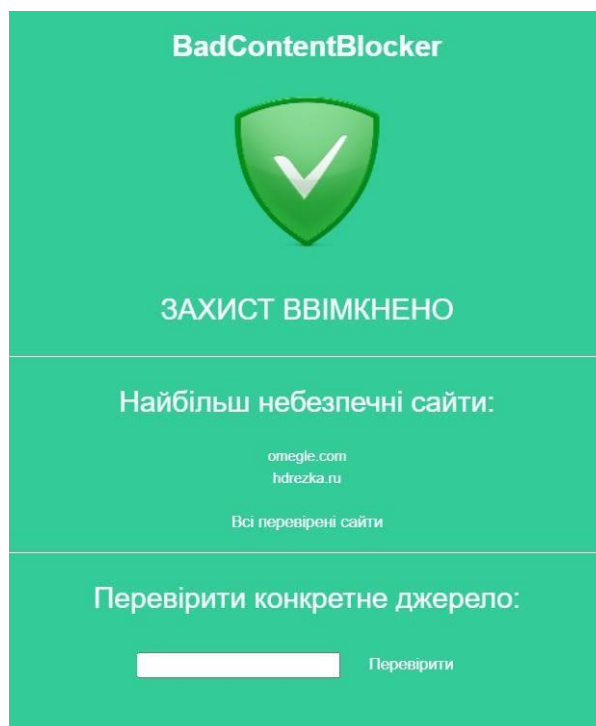 BadContentBlocker
ЗАХИСТ ВВІМКНЕНО
Найбільш небезпечні сайти:
omegle.com
hdrezka.ru
Всі перевірені сайти
Перевірити конкретне джерело:
Перевірити